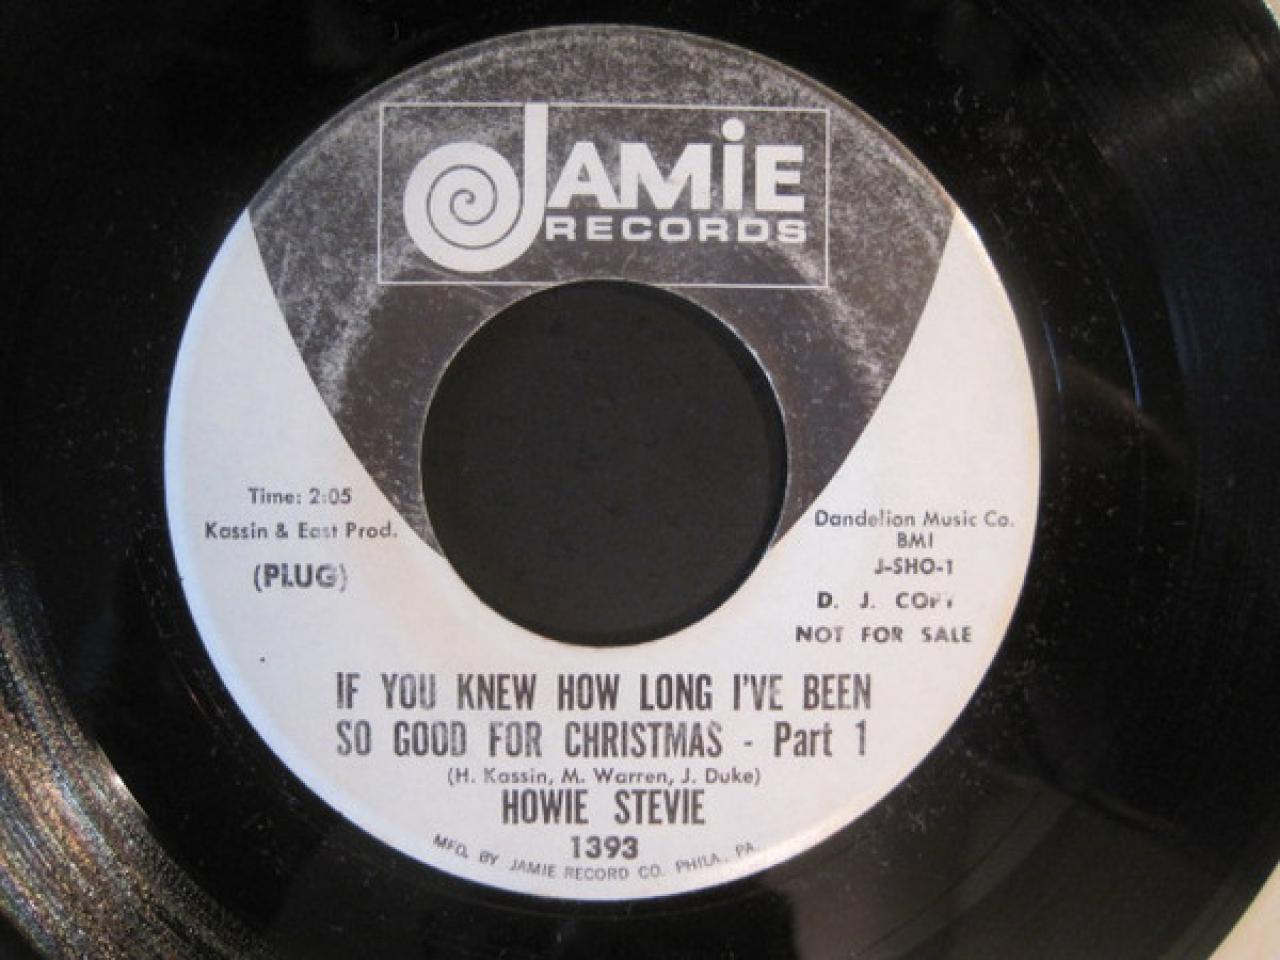 JAMiE
RECORDS
Time: 2:05
Kassin & East Prod.
(PLUG)
Dandelion Music Co.
BMI
J-SHO-1
D. J. COPY
NOT FOR SALE
IF YOU KNEW HOW LONG I'VE BEEN
SO GOOD FOR CHRISTMAS - Part 1
(H. Kassin, M. Warren, J. Duke)
HOWIE STEVIE
1393
MFD. BY JAMIE RECORD CO. PHILA., PA.